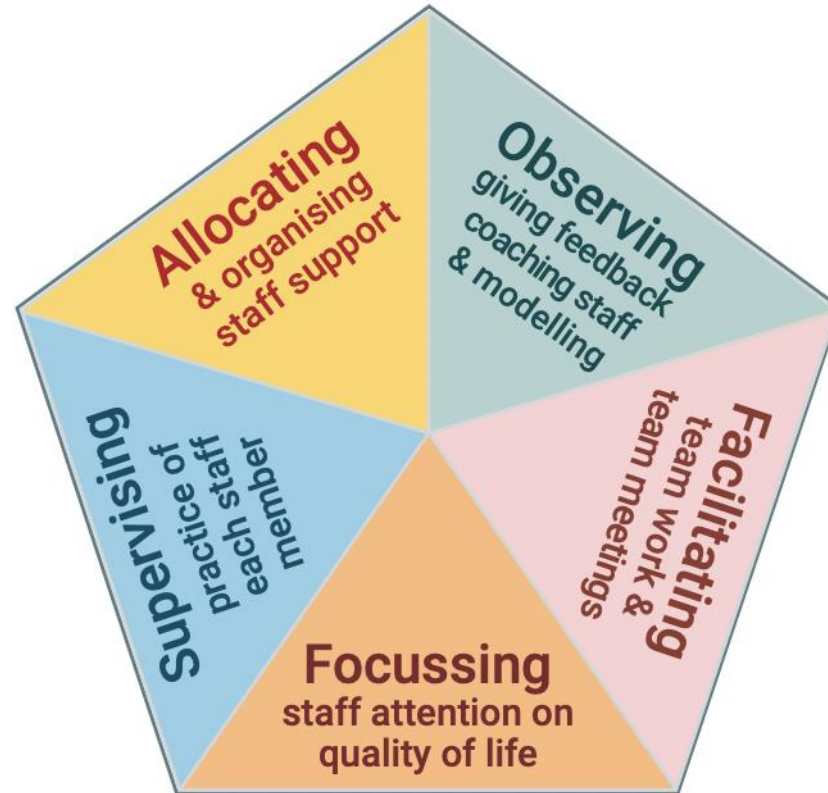 Allocating
& organising
staff support
Observing
giving feedback
coaching staff
& modelling
Facilitating
team work &
team meetings
Focussing
staff attention on
quality of life
Supervising
practice of
each staff
member